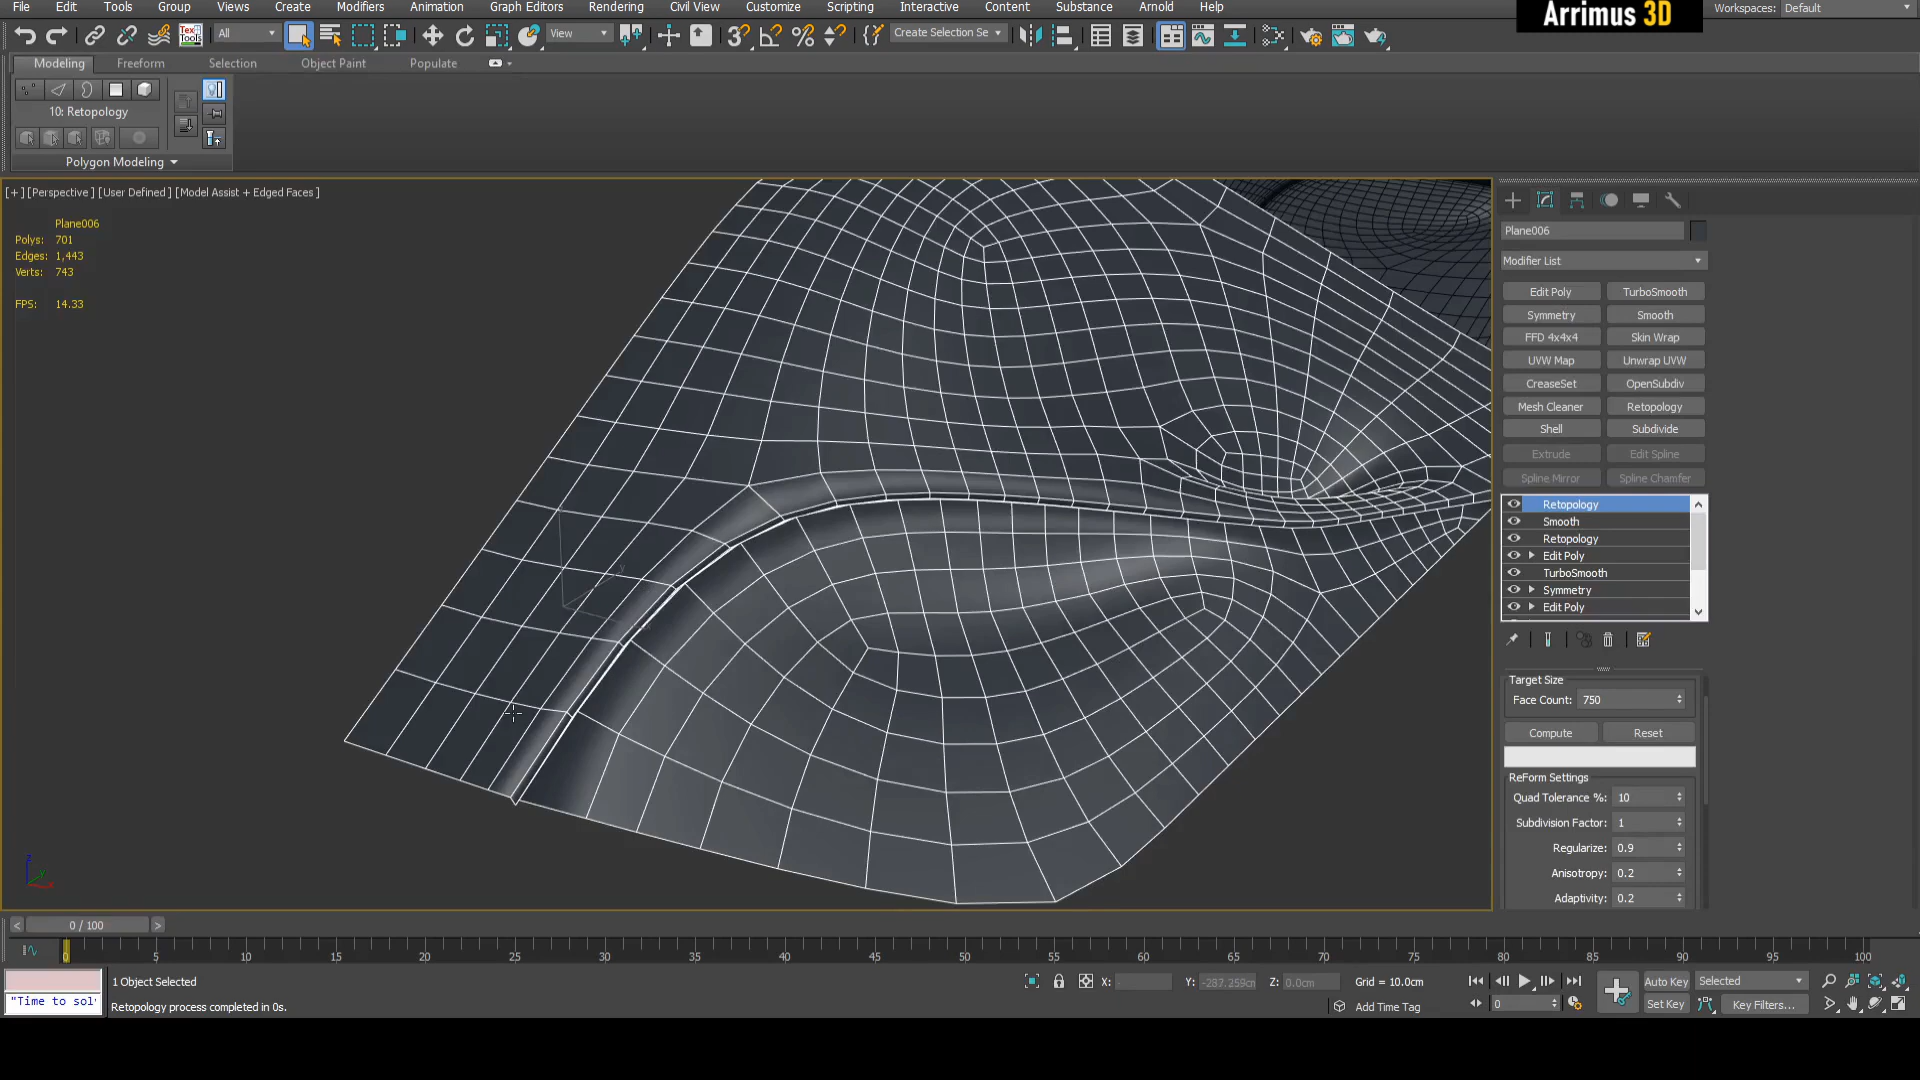 File Edit Tools Group Views Create Modifiers Animation Graph Editors Rendering Civil View Customize Scripting Interactive Content Substance Arnold Help
Arrimus 3D
Workspaces: Default
Tex Tools
All
View
Create Selection Se
Modeling Freeform Selection Object Paint Populate
10: Retopology
Polygon Modeling
[+] [Perspective] [User Defined] [Model Assist + Edged Faces]
Plane006
Polys: 701
Edges: 1,443
Verts: 743
FPS: 14.33
Plane006
Modifier List
Edit Poly TurboSmooth
Symmetry Smooth
FFD 4x4x4 Skin Wrap
UVW Map Unwrap UVW
CreaseSet OpenSubdiv
Mesh Cleaner Retopology
Shell Subdivide
Extrude Edit Spline
Spline Mirror Spline Chamfer
Retopology
Smooth
Retopology
Edit Poly
TurboSmooth
Symmetry
Edit Poly
Target Size
Face Count: 750
Compute Reset
ReForm Settings
Quad Tolerance %: 10
Subdivision Factor: 1
Regularize: 0.9
Anisotropy: 0.2
Adaptivity: 0.2
< 0 / 100 >
0 5 10 15 20 25 30 35 40 45 50 55 60 65 70 75 80 85 90 95 100
1 Object Selected
X: Y: -287.259cm Z: 0.0cm Grid = 10.0cm
Auto Key Selected
"Time to sol
Retopology process completed in 0s.
Add Time Tag
0
Set Key Key Filters...